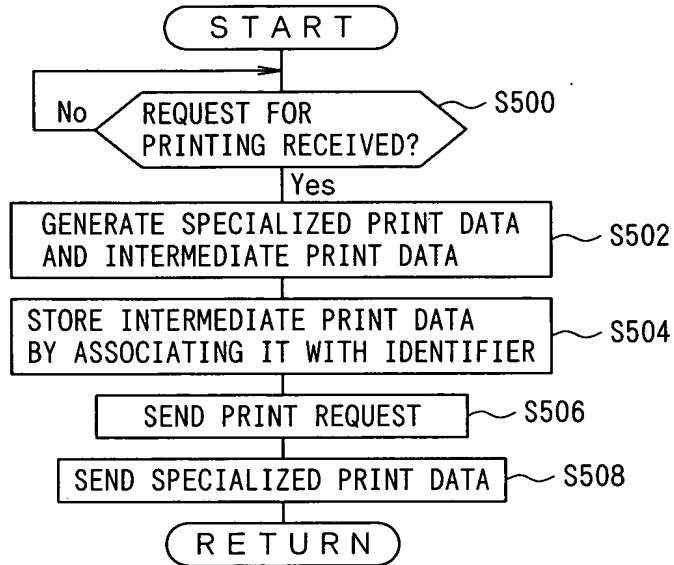 START
No
REQUEST FOR
PRINTING RECEIVED?
S500
Yes
GENERATE SPECIALIZED PRINT DATA
AND INTERMEDIATE PRINT DATA
S502
STORE INTERMEDIATE PRINT DATA
BY ASSOCIATING IT WITH IDENTIFIER
S504
SEND PRINT REQUEST
S506
SEND SPECIALIZED PRINT DATA
S508
RETURN